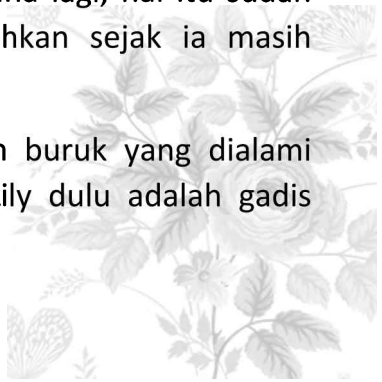 lagi, hal itu sudah
hkan sejak ia masih
n buruk yang dialami
ily dulu adalah gadis